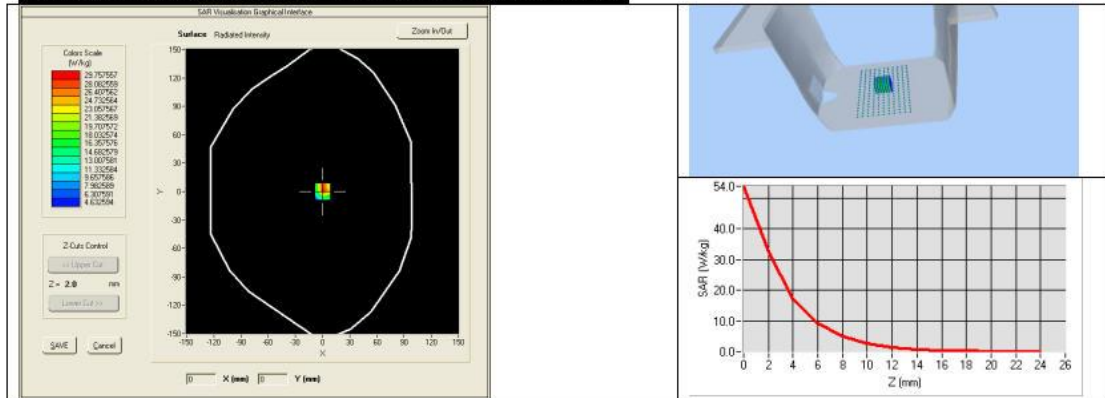 SAR Visualisation Graphical Interface
Surface Radiated Intensity
Zoom In/Out
Colors Scale
(W/kg)
29.757557
28.082559
26.407562
24.732564
23.057567
21.382569
19.707572
18.032574
16.357576
14.682579
13.007581
11.332584
9.657586
7.982589
6.307591
4.632594
Z-Cuts Control
<< Upper Cut
Z = 2.0 mm
Lower Cut >>
SAVE Cancel
150-
120-
90-
60-
30-
0-
-30-
-60-
-90-
-120-
-150-
Y
-150 -120 -90 -60 -30 0 30 60 90 120 150
X
0 X (mm) 0 Y (mm)
54.0-
40.0-
30.0-
20.0-
10.0-
0.0-
SAR (W/kg)
0 2 4 6 8 10 12 14 16 18 20 22 24 26
Z (mm)